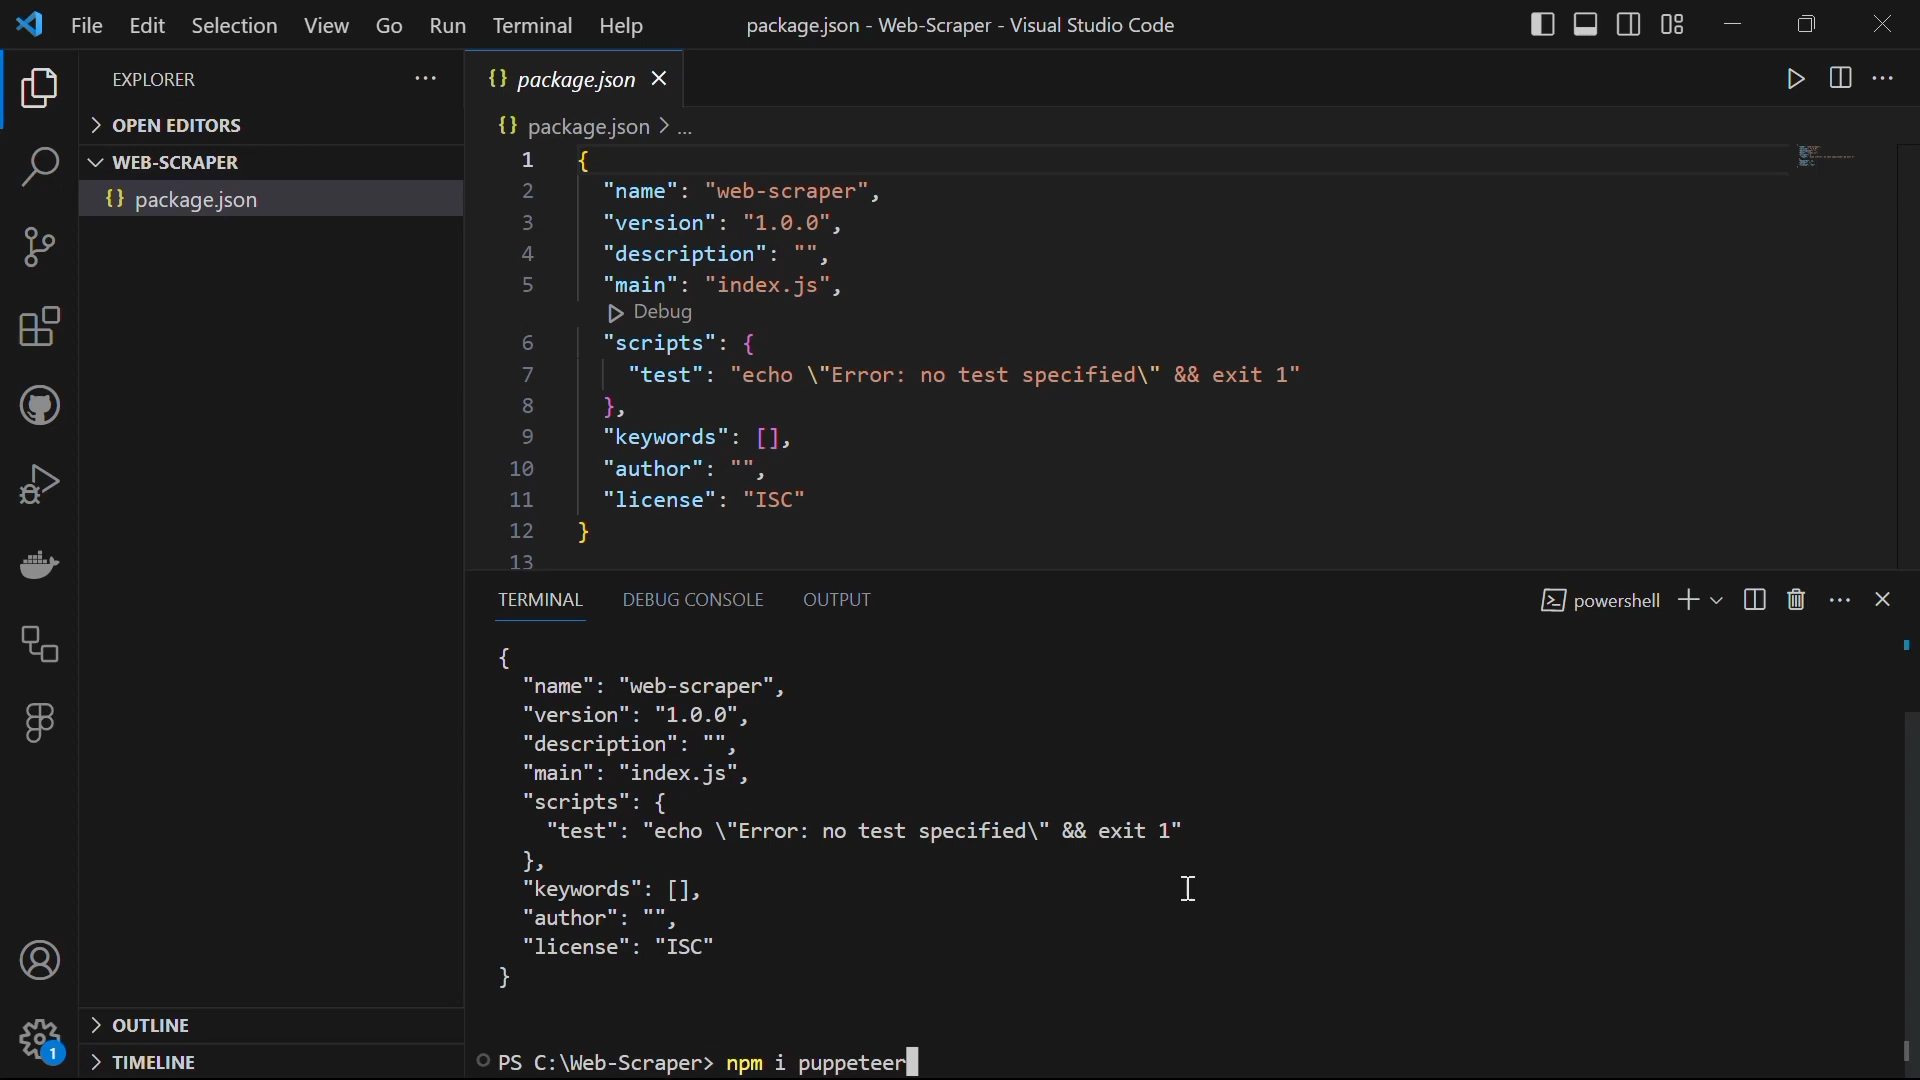 File Edit Selection View Go Run Terminal Help package.json - Web-Scraper - Visual Studio Code
EXPLORER
OPEN EDITORS
WEB-SCRAPER
{} package.json
{} package.json
{} package.json > ...
1 {
2 "name": "web-scraper",
3 "version": "1.0.0",
4 "description": "",
5 "main": "index.js",
Debug
6 "scripts": {
7 "test": "echo \"Error: no test specified\" && exit 1"
8 },
9 "keywords": [],
10 "author": "",
11 "license": "ISC"
12 }
13
TERMINAL DEBUG CONSOLE OUTPUT powershell
{
"name": "web-scraper",
"version": "1.0.0",
"description": "",
"main": "index.js",
"scripts": {
"test": "echo \"Error: no test specified\" && exit 1"
},
"keywords": [],
"author": "",
"license": "ISC"
}
PS C:\Web-Scraper> npm i puppeteer
OUTLINE
TIMELINE
1